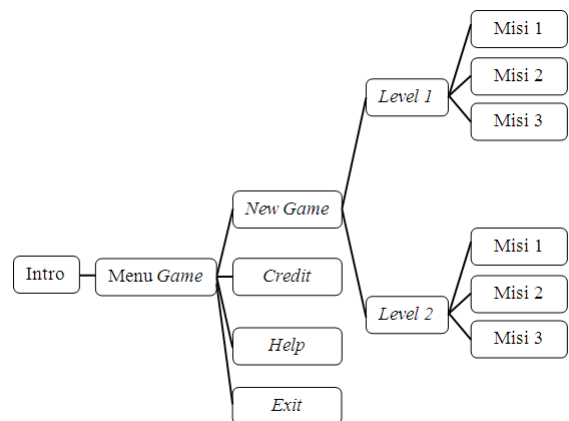 Intro
Menu Game
New Game
Credit
Help
Exit
Level 1
Misi 1
Misi 2
Misi 3
Level 2
Misi 1
Misi 2
Misi 3